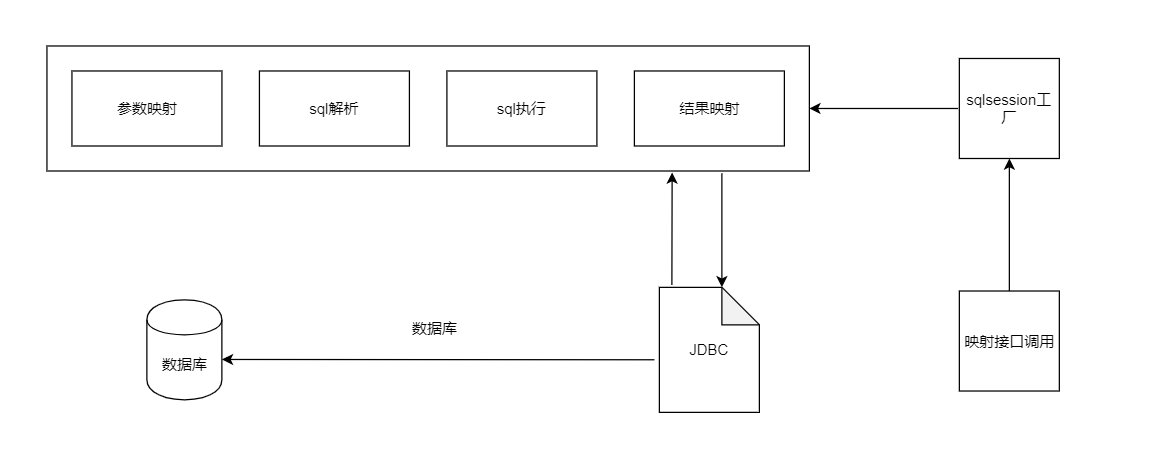 参数映射
sql解析
sql执行
结果映射
sqlsession工
厂
数据库
数据库
JDBC
映射接口调用